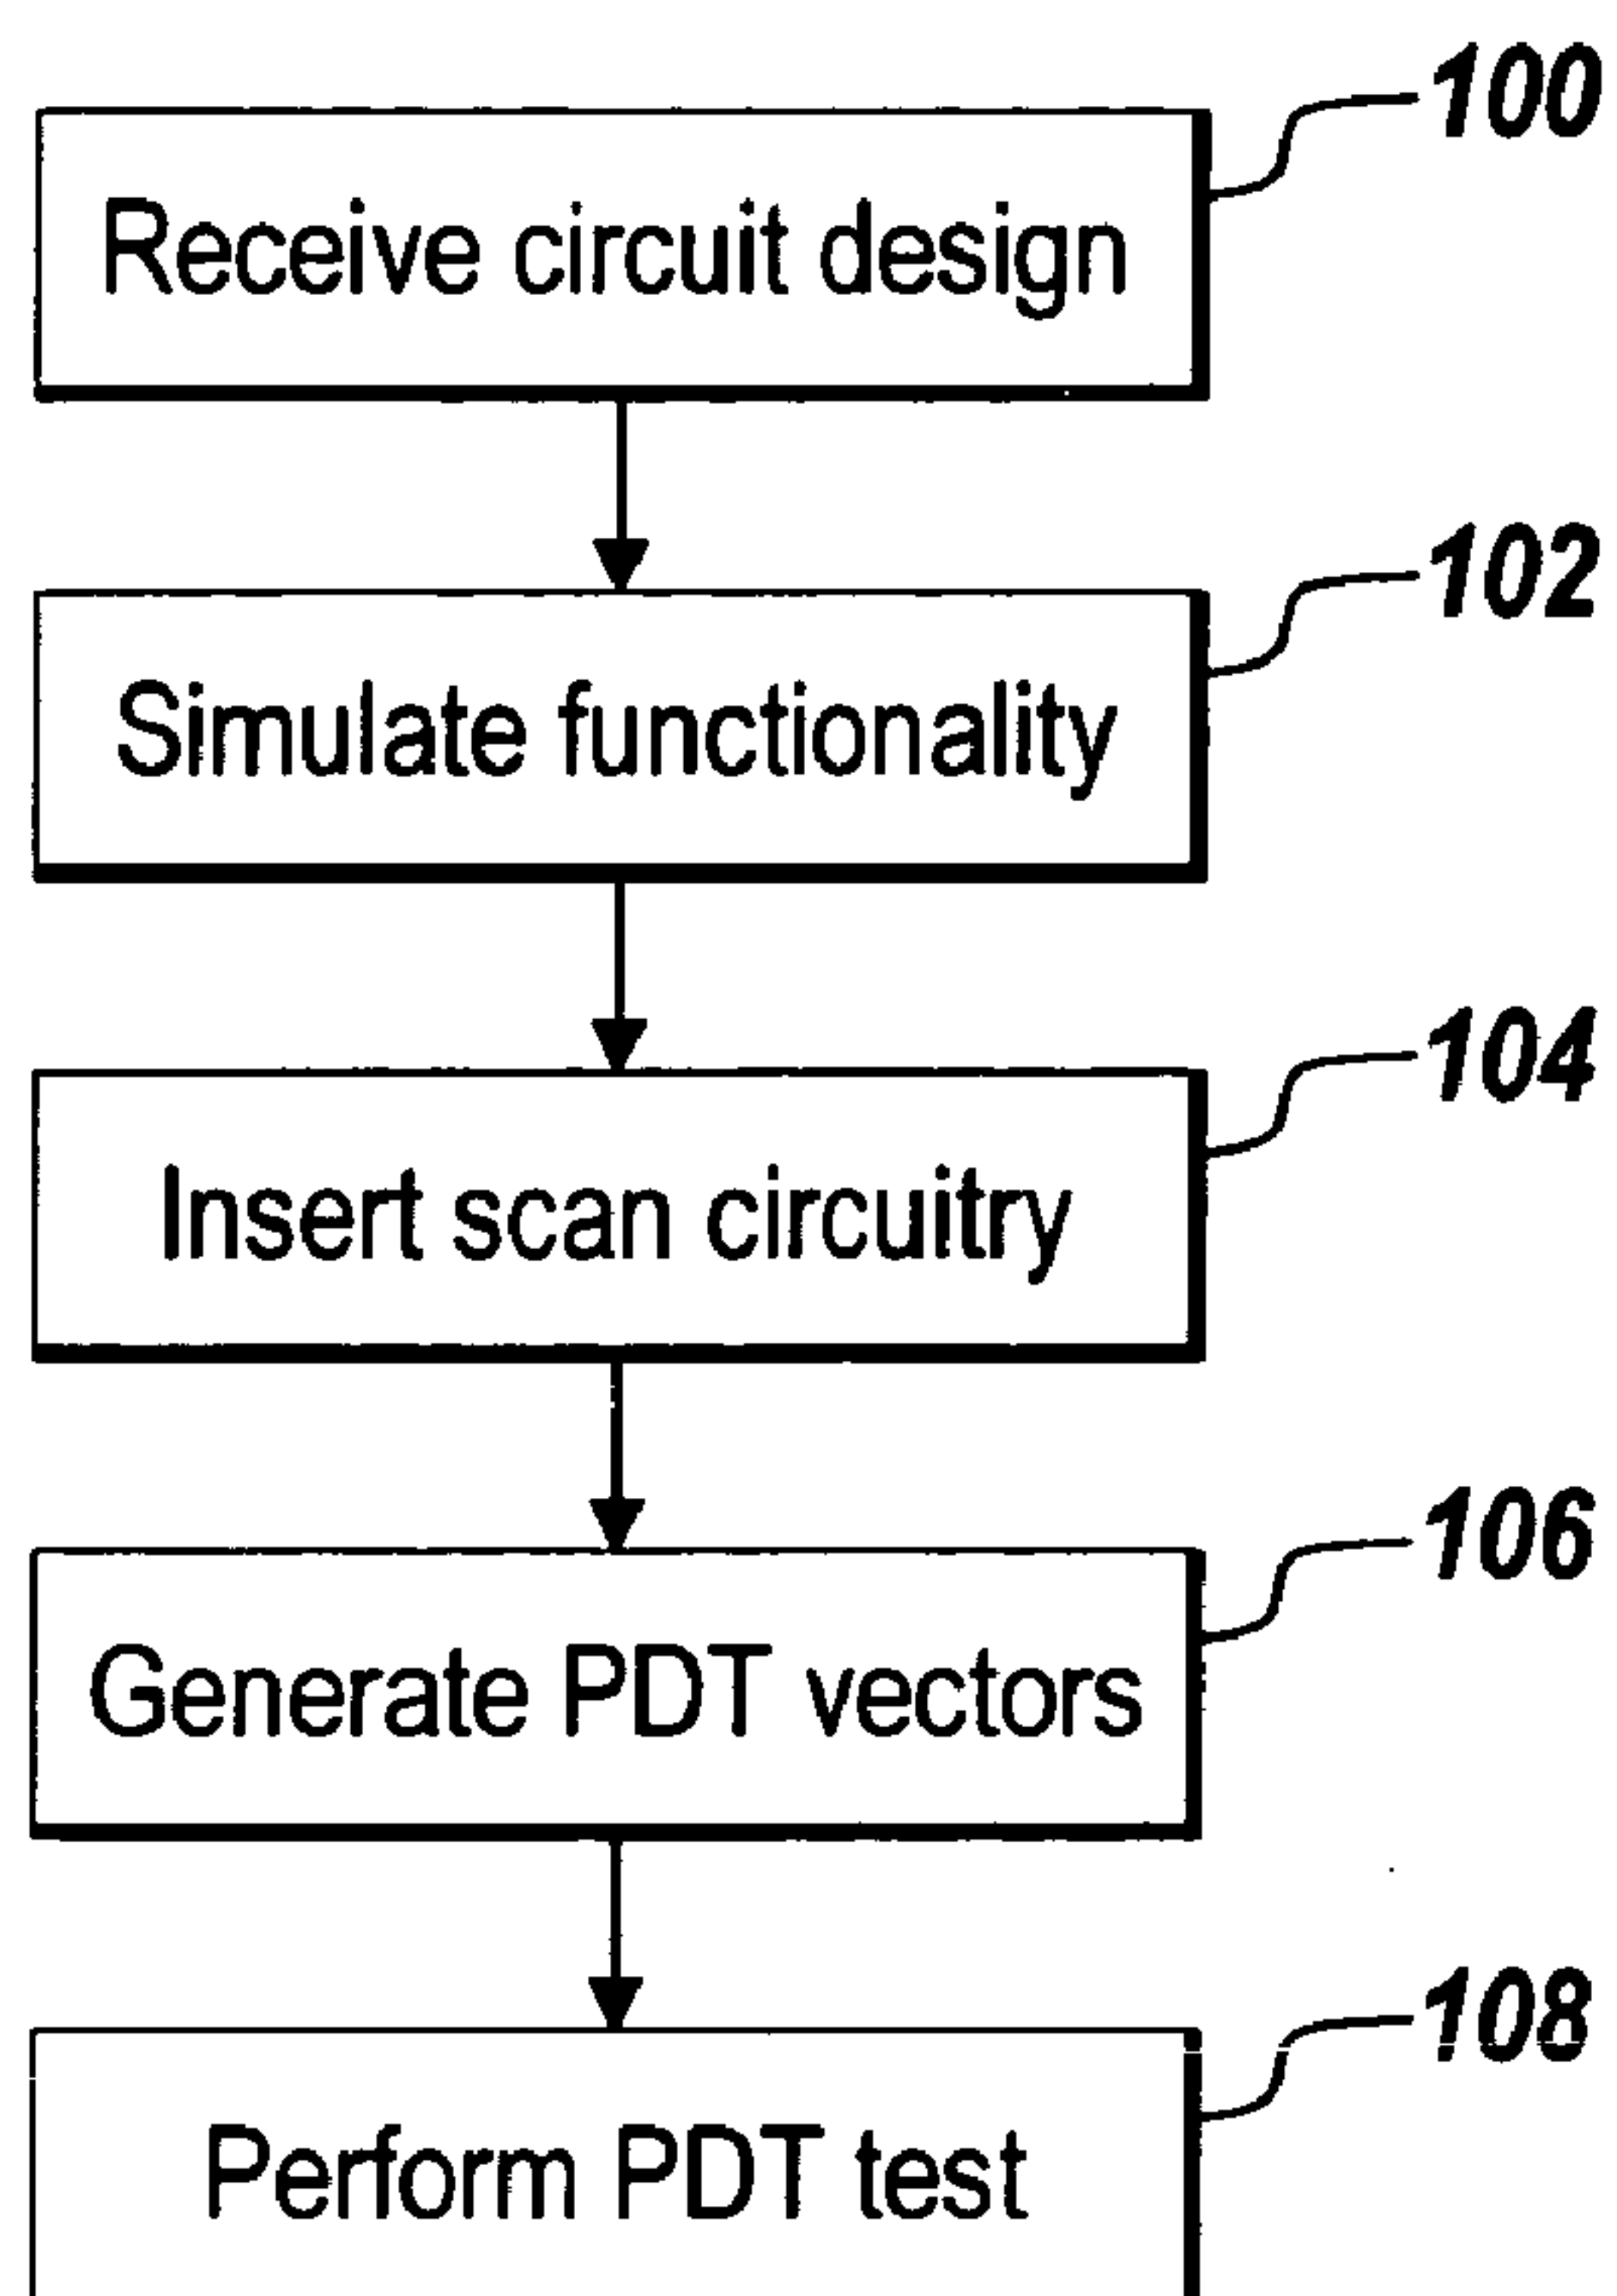 100
Receive circuit design
102
Simulate functionality
104
Insert scan circuitry
106
Generate PDT vectors
108
Perform PDT test